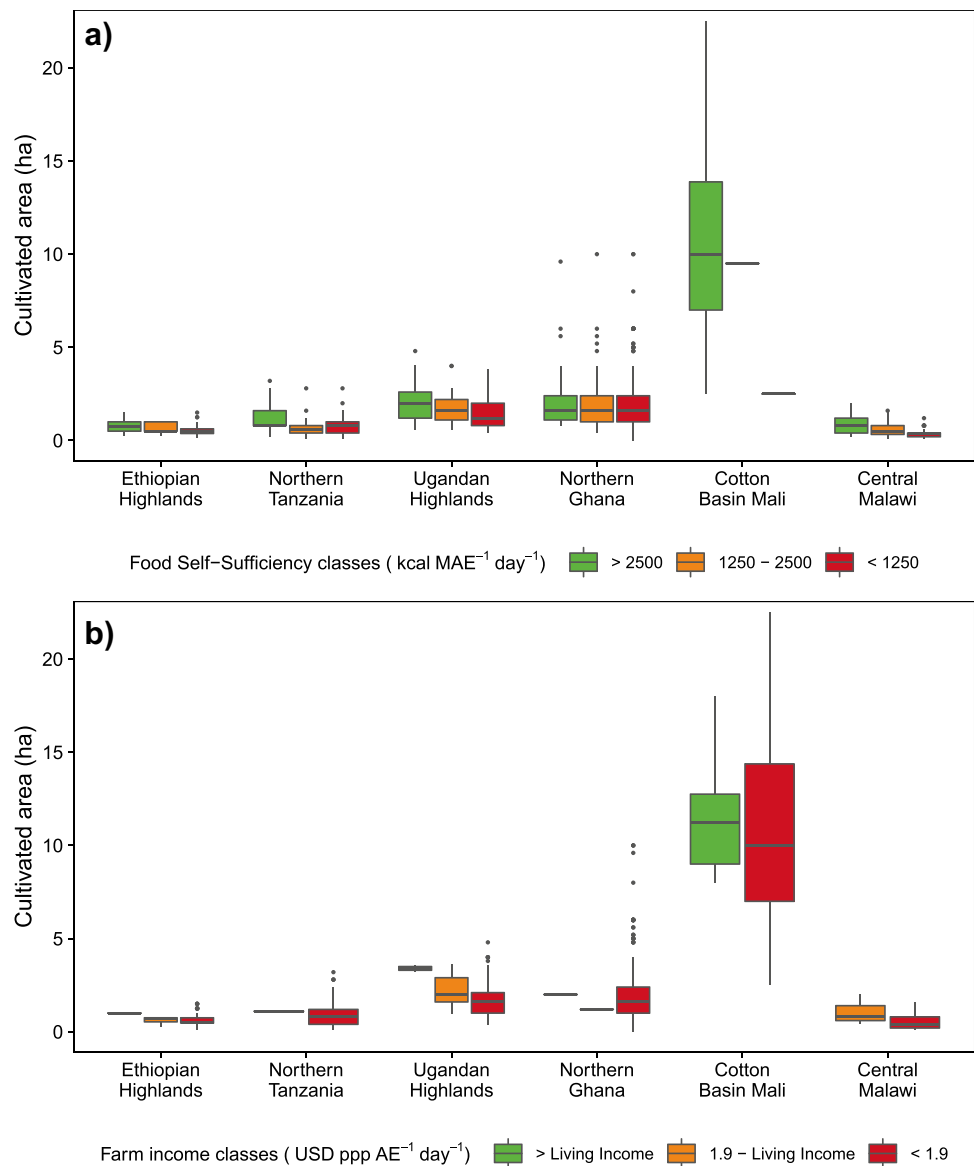 a)
Cultivated area (ha)
20
15
10
5
0
Ethiopian Highlands
Northern Tanzania
Ugandan Highlands
Northern Ghana
Cotton Basin Mali
Central Malawi
Food Self−Sufficiency classes ( kcal MAE⁻¹ day⁻¹) > 2500 1250 − 2500 < 1250
b)
Cultivated area (ha)
20
15
10
5
0
Ethiopian Highlands
Northern Tanzania
Ugandan Highlands
Northern Ghana
Cotton Basin Mali
Central Malawi
Farm income classes ( USD ppp AE⁻¹ day⁻¹) > Living Income 1.9 − Living Income < 1.9